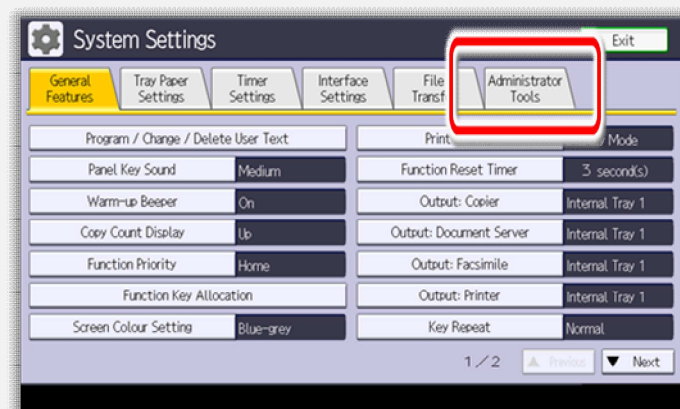 System Settings
Exit
General
Features
Tray Paper
Settings
Timer
Settings
Interface
Settings
File
Administrator
Tools
Program / Change / Delete User Text
Print
Mode
Panel Key Sound
Medium
Function Reset Timer
3 second(s)
Warm-up Beeper
On
Output: Copier
Internal Tray 1
Copy Count Display
Up
Output: Document Server
Internal Tray 1
Function Priority
Home
Output: Facsimile
Internal Tray 1
Function Key Allocation
Output: Printer
Internal Tray 1
Screen Colour Setting
Blue-grey
Key Repeat
Normal
1/2
▲ Previous
▼ Next